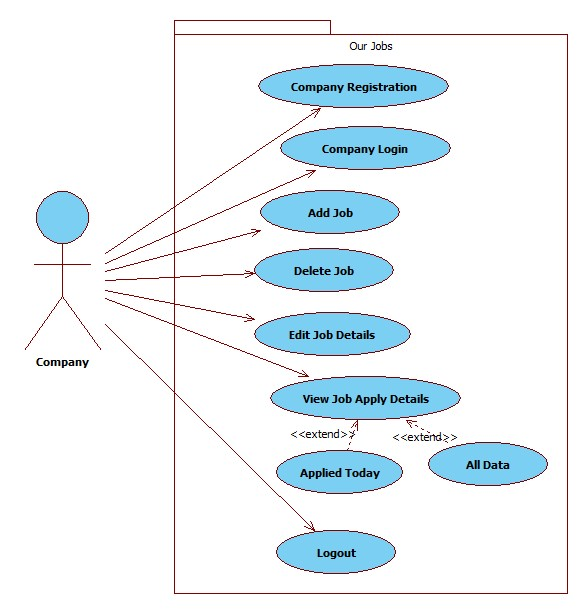 Our Jobs
Company Registration
Company Login
Add Job
Delete Job
Edit Job Details
Company
View Job Apply Details
<<extend>>
<<extend>>
Applied Today
All Data
Logout